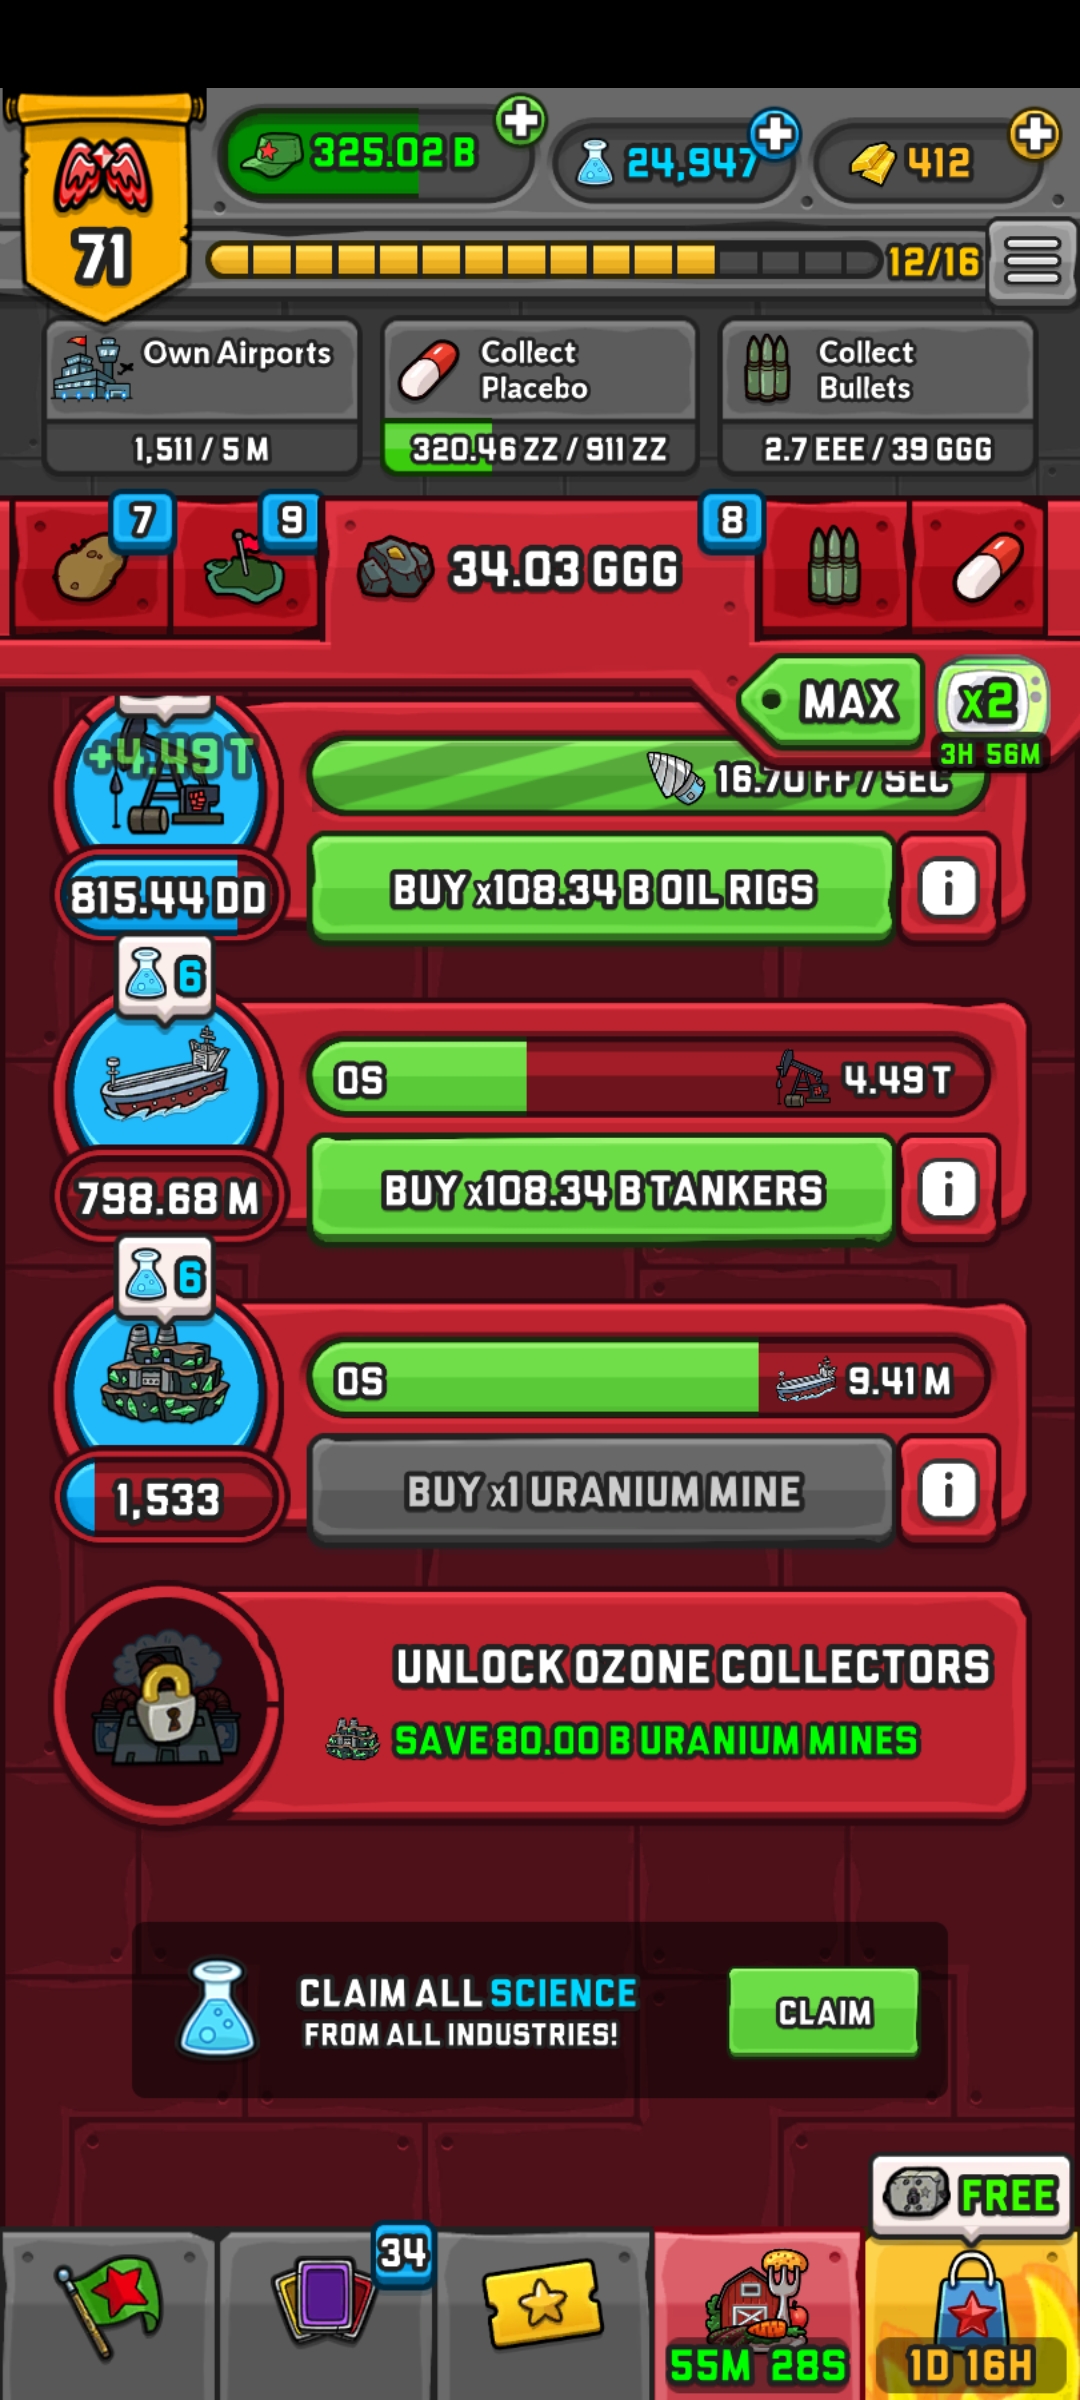 325.02 B
24,947
412
71
12/16
Own Airports
1,511 / 5 M
Collect
Placebo
320.46 ZZ / 911 ZZ
Collect
Bullets
2.7 EEE / 39 GGG
7
9
34.03 GGG
8
MAX
x2
3H 56M
+4.49 T
16.70 FF / SEC
815.44 DD
BUY x108.34 B OIL RIGS
i
6
0S
4.49 T
798.68 M
BUY x108.34 B TANKERS
i
6
0S
9.41 M
1,533
BUY x1 URANIUM MINE
i
UNLOCK OZONE COLLECTORS
SAVE 80.00 B URANIUM MINES
CLAIM ALL SCIENCE
FROM ALL INDUSTRIES!
CLAIM
FREE
34
55M 28S
1D 16H